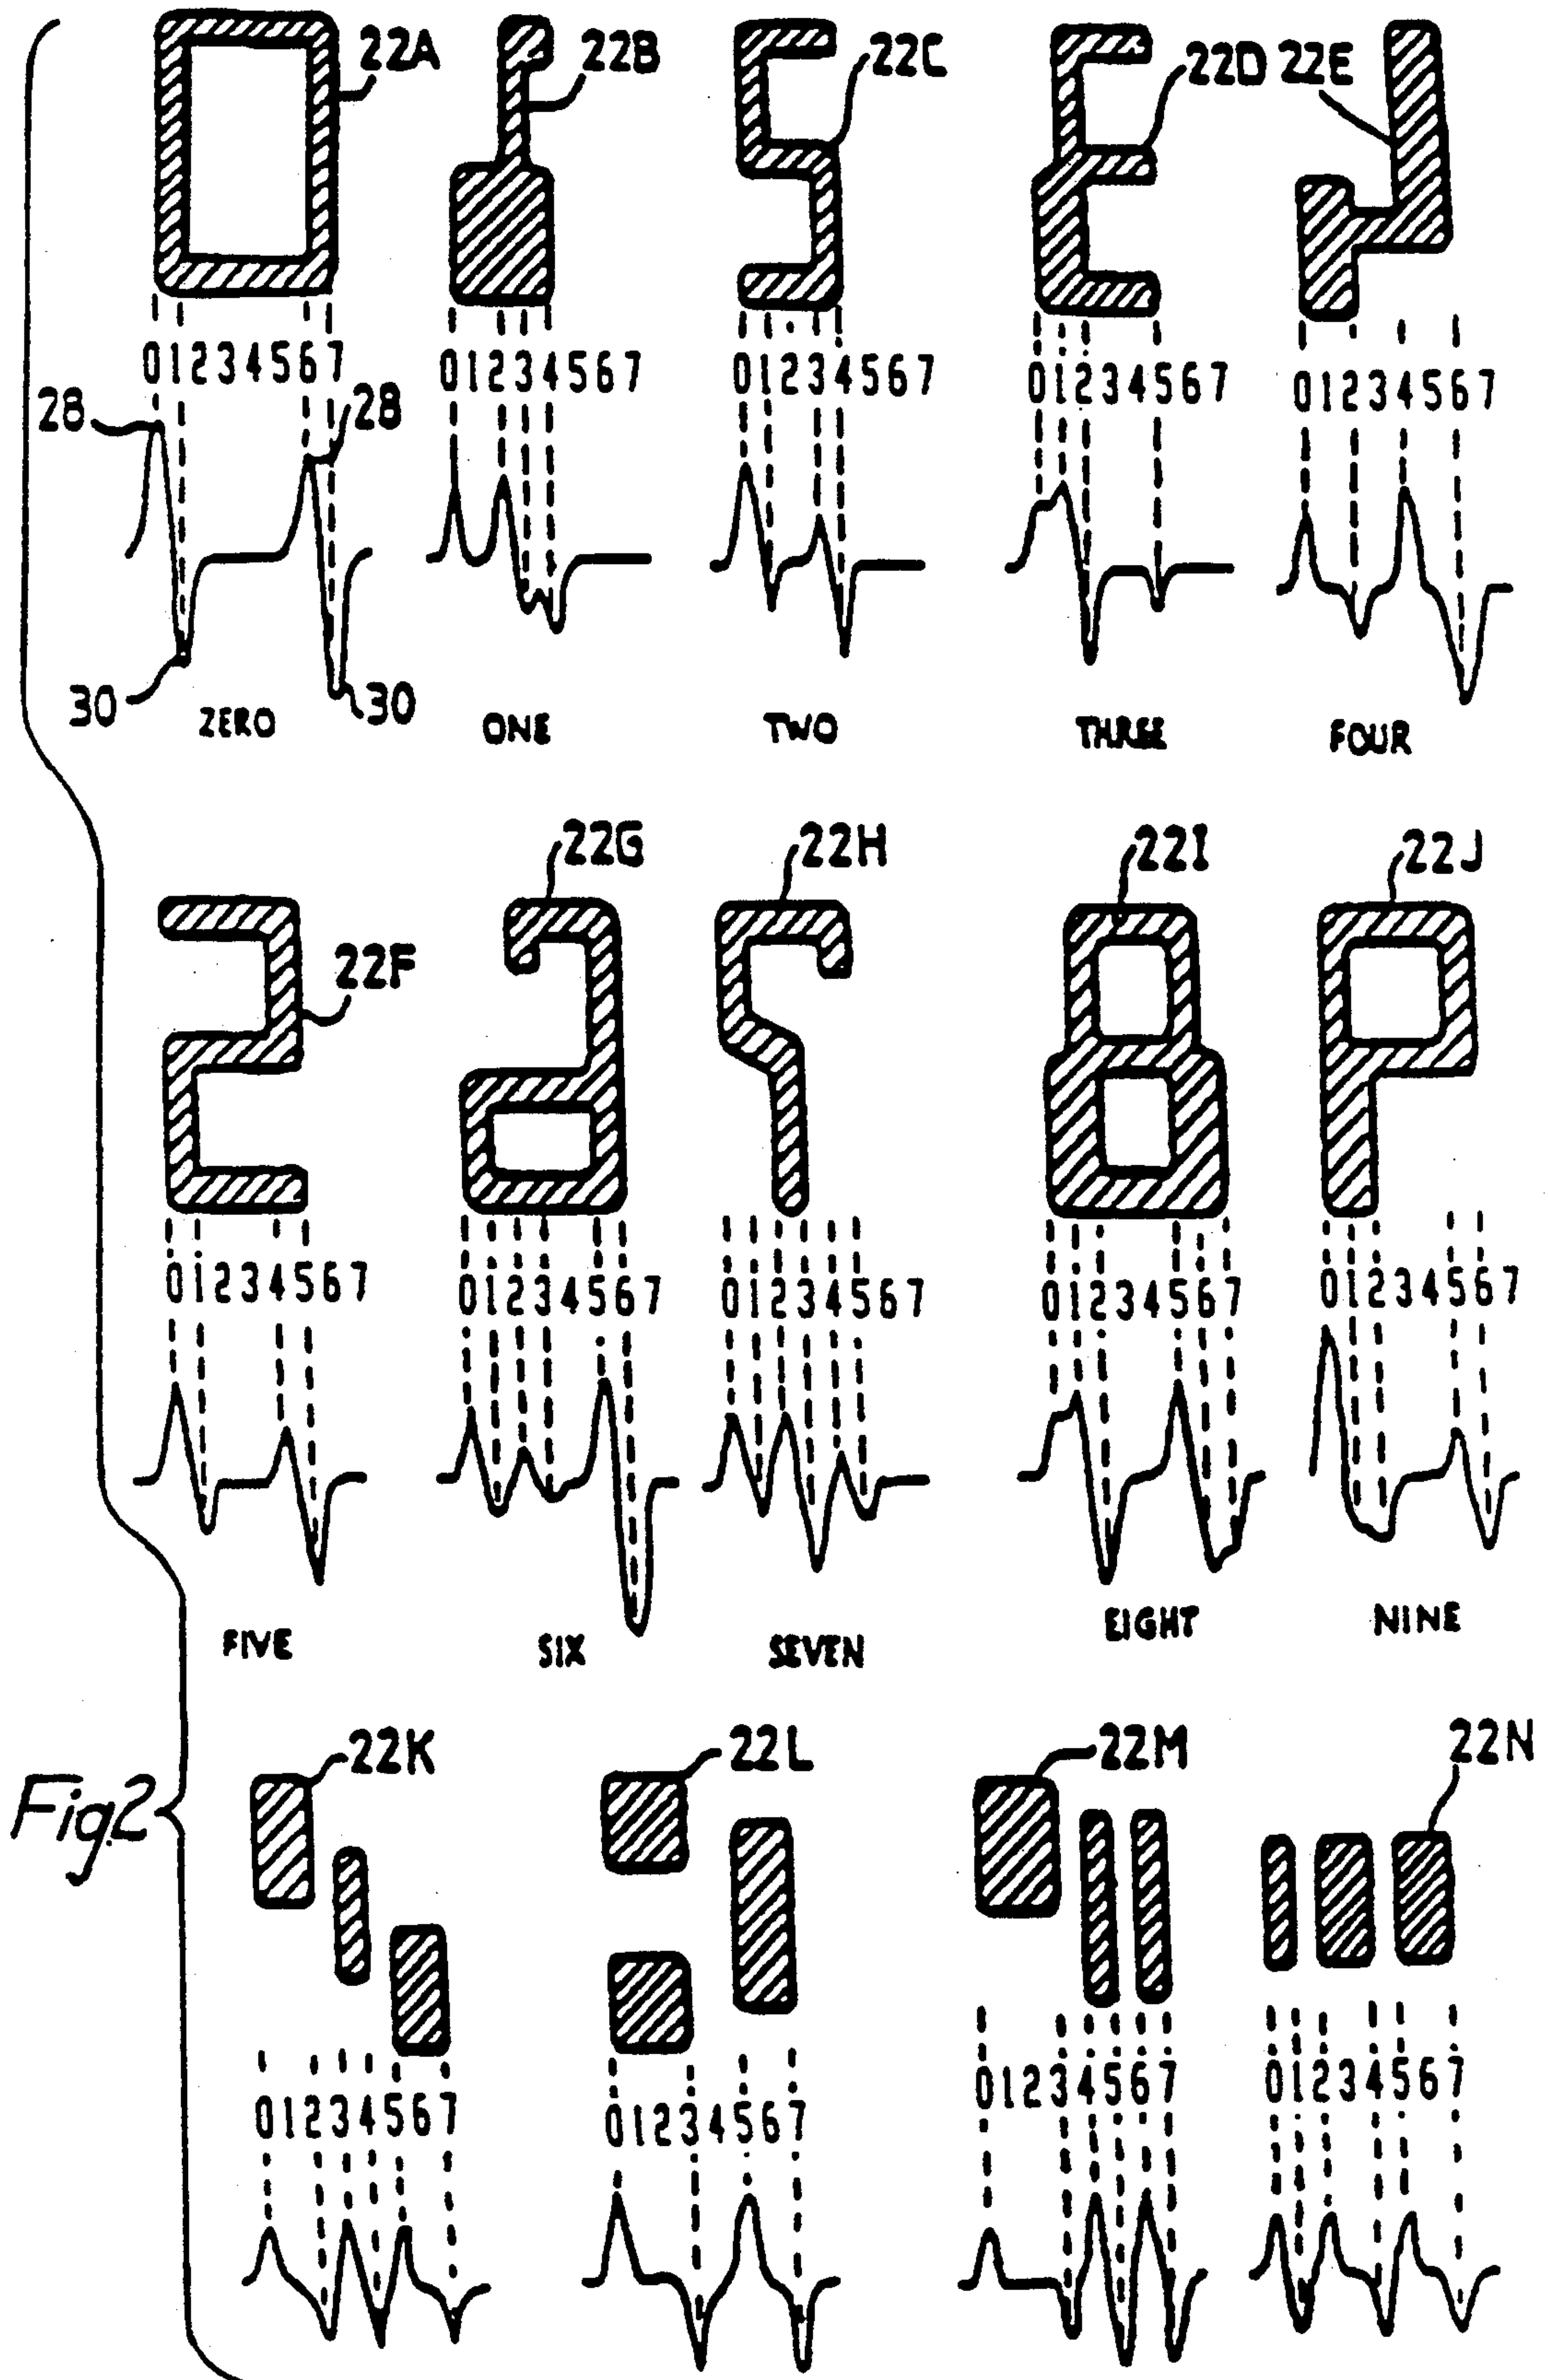 22A 22B 22C 22D 22E
01234567 01234567 01234567 01234567 01234567
28 28
30 30
ZERO ONE TWO THREE FOUR
22F 22G 22H 22I 22J
01234567 01234567 01234567 01234567 01234567
FIVE SIX SEVEN EIGHT NINE
22K 22L 22M 22N
Fig.2
01234567 01234567 01234567 01234567